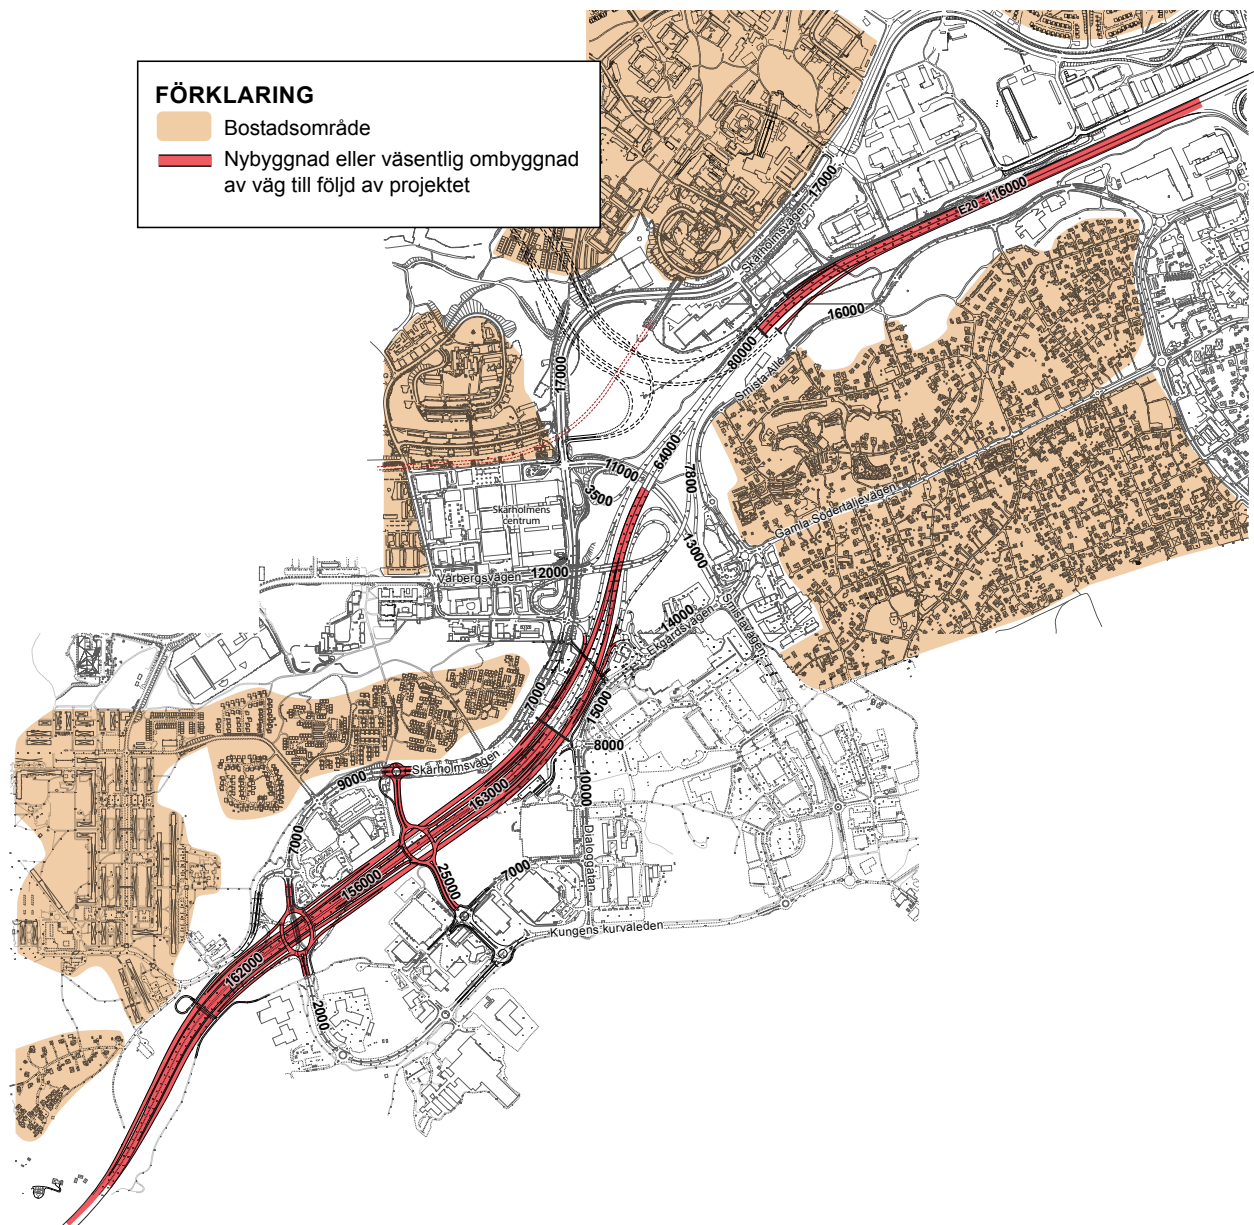 FÖRKLARING
Bostadsområde
Nybyggnad eller väsentlig ombyggnad
av väg till följd av projektet
17000
Skärholmsvägen
E20 116000
16000
80000
Smista Allé
17000
64000
11000
7800
3500
Skärholmens
centrum
Gamla Södertäljevägen
13000
Vårbergsvägen
12000
14000
Ekgårdsvägen
Smistavägen
7000
15000
8000
Skärholmsvägen
9000
163000
10000
Dialoggatan
7000
156000
25000
7000
Kungens kurvaleden
162000
2000